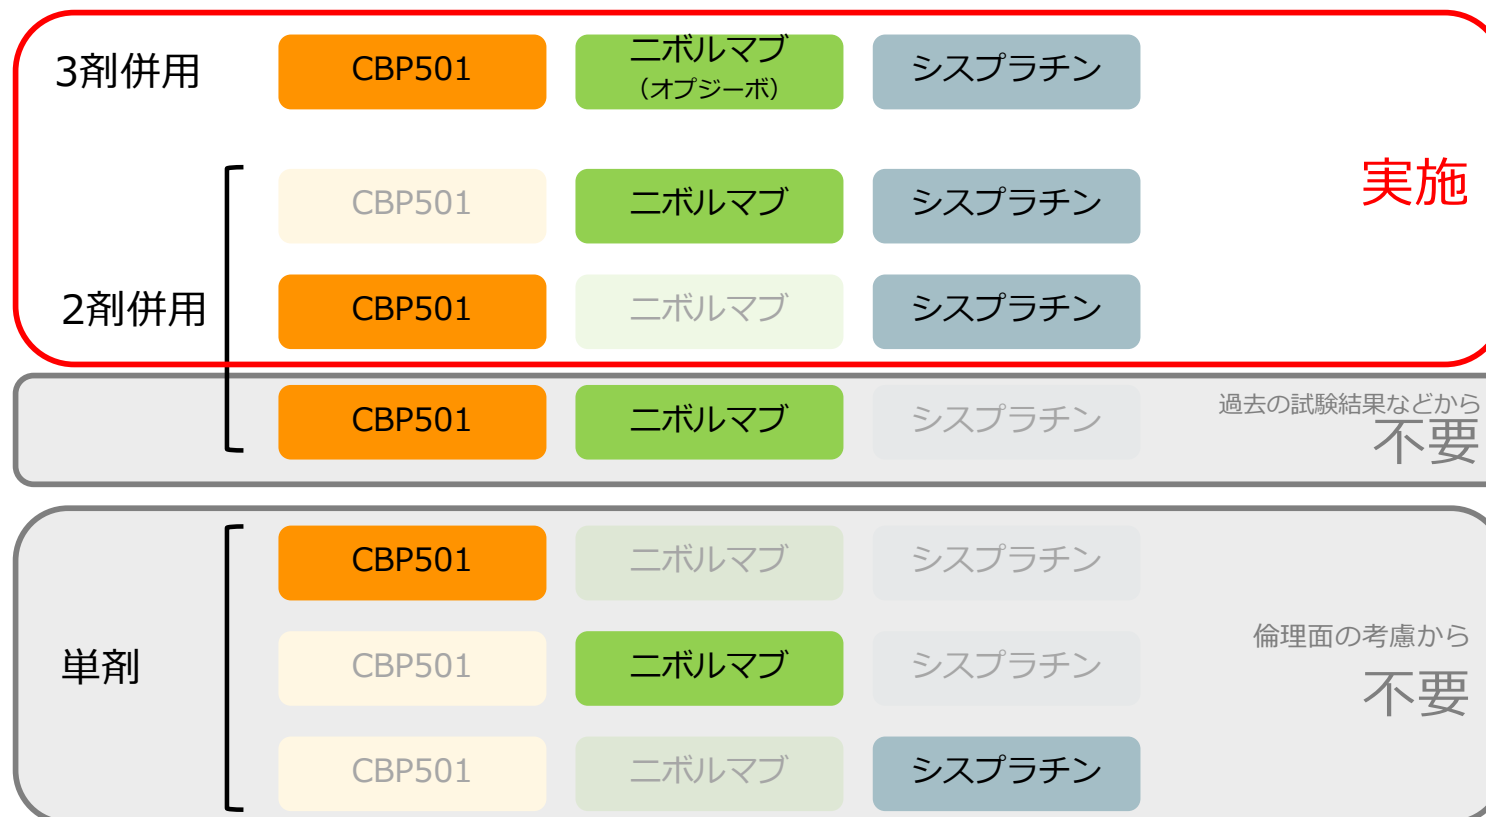 3剤併用 CBP501 ニボルマブ シスプラチン
（オプジーボ）
実施
CBP501 ニボルマブ シスプラチン
2剤併用 CBP501 ニボルマブ シスプラチン
CBP501 ニボルマブ シスプラチン
過去の試験結果などから
不要
CBP501 ニボルマブ シスプラチン
単剤 CBP501 ニボルマブ シスプラチン
倫理面の考慮から
不要
CBP501 ニボルマブ シスプラチン